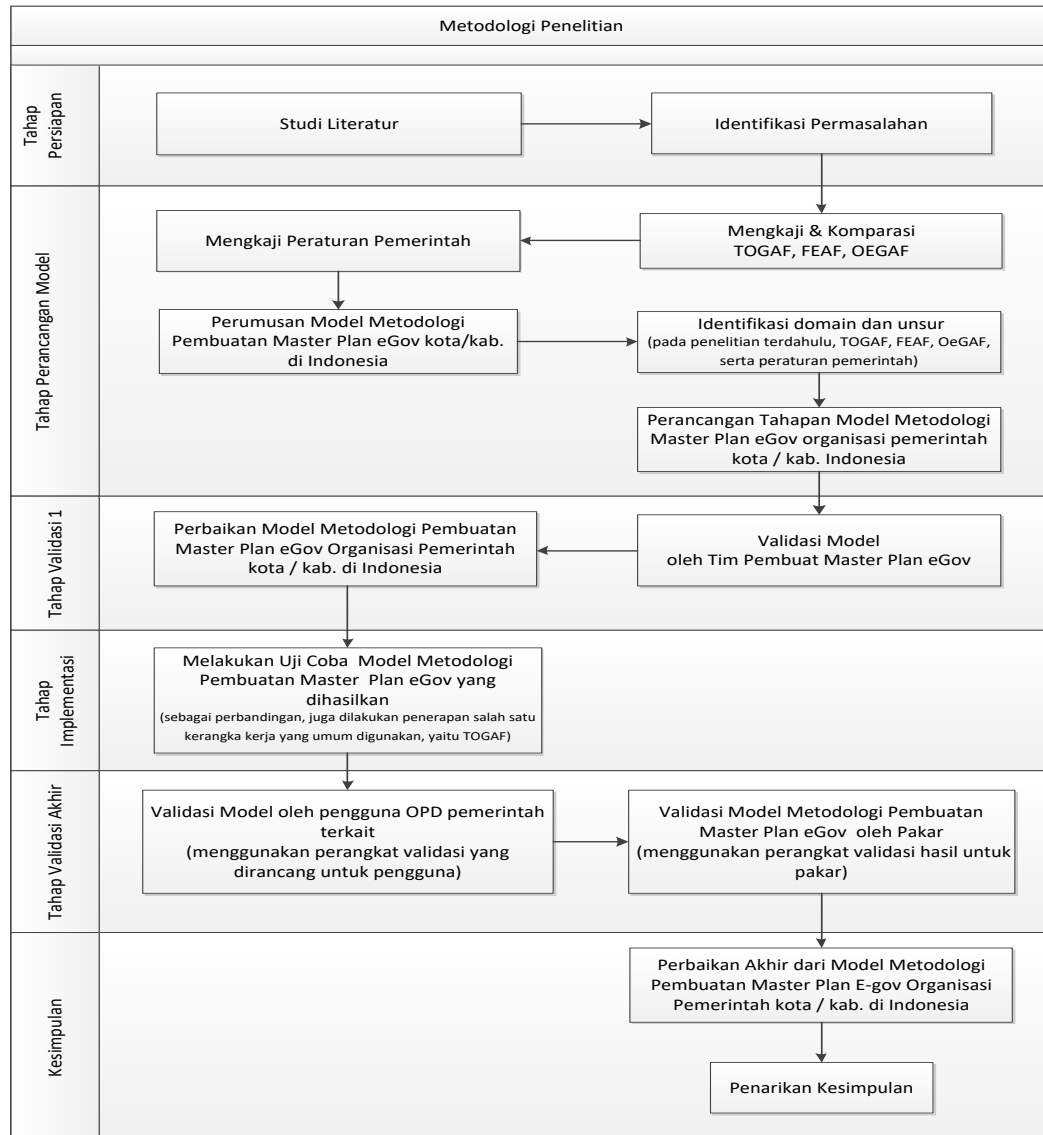 Metodologi Penelitian
Tahap
Persiapan
Studi Literatur
Identifikasi Permasalahan
Tahap Perancangan Model
Mengkaji & Komparasi
TOGAF, FEAF, OEGAF
Mengkaji Peraturan Pemerintah
Perumusan Model Metodologi
Pembuatan Master Plan eGov kota/kab.
di Indonesia
Identifikasi domain dan unsur
(pada penelitian terdahulu, TOGAF, FEAF, OeGAF,
serta peraturan pemerintah)
Perancangan Tahapan Model Metodologi
Master Plan eGov organisasi pemerintah
kota / kab. Indonesia
Tahap Validasi 1
Validasi Model
oleh Tim Pembuat Master Plan eGov
Perbaikan Model Metodologi Pembuatan
Master Plan eGov Organisasi Pemerintah
kota / kab. di Indonesia
Tahap
Implementasi
Melakukan Uji Coba Model Metodologi
Pembuatan Master Plan eGov yang
dihasilkan
(sebagai perbandingan, juga dilakukan penerapan salah satu
kerangka kerja yang umum digunakan, yaitu TOGAF)
Tahap Validasi Akhir
Validasi Model oleh pengguna OPD pemerintah
terkait
(menggunakan perangkat validasi yang
dirancang untuk pengguna)
Validasi Model Metodologi Pembuatan
Master Plan eGov oleh Pakar
(menggunakan perangkat validasi hasil untuk
pakar)
Kesimpulan
Perbaikan Akhir dari Model Metodologi
Pembuatan Master Plan E-gov Organisasi
Pemerintah kota / kab. di Indonesia
Penarikan Kesimpulan